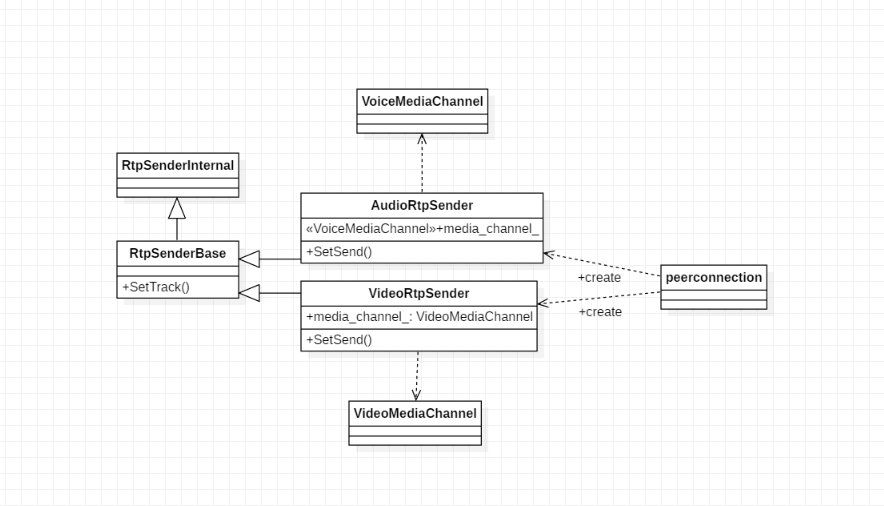 VoiceMediaChannel
RtpSenderInternal
AudioRtpSender
«VoiceMediaChannel»+media_channel_
+SetSend()
RtpSenderBase
+SetTrack()
VideoRtpSender
+media_channel_: VideoMediaChannel
+SetSend()
+create
peerconnection
+create
VideoMediaChannel